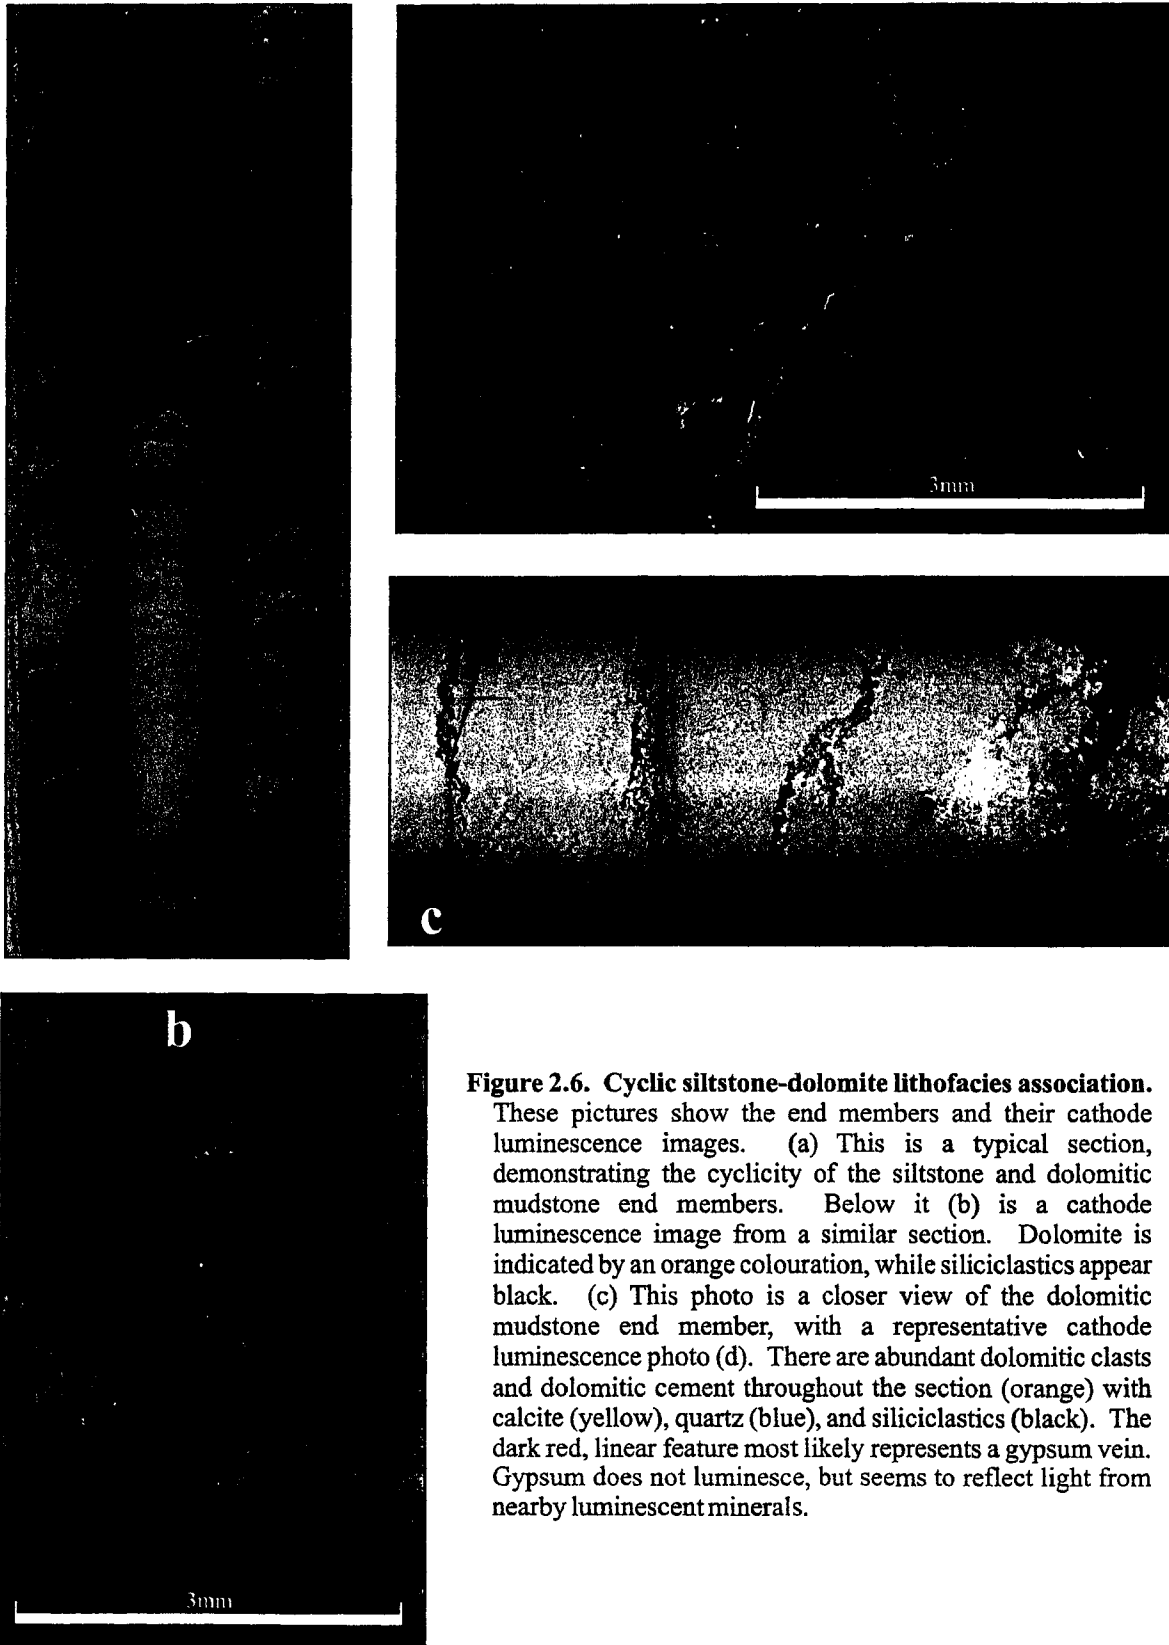 3mm
c
b
Figure 2.6. Cyclic siltstone-dolomite lithofacies association.
These pictures show the end members and their cathode
luminescence images. (a) This is a typical section,
demonstrating the cyclicity of the siltstone and dolomitic
mudstone end members. Below it (b) is a cathode
luminescence image from a similar section. Dolomite is
indicated by an orange colouration, while siliciclastics appear
black. (c) This photo is a closer view of the dolomitic
mudstone end member, with a representative cathode
luminescence photo (d). There are abundant dolomitic clasts
and dolomitic cement throughout the section (orange) with
calcite (yellow), quartz (blue), and siliciclastics (black). The
dark red, linear feature most likely represents a gypsum vein.
Gypsum does not luminesce, but seems to reflect light from
nearby luminescent minerals.
3mm